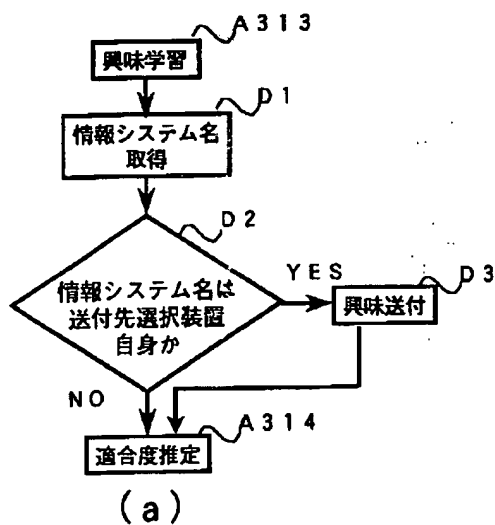 A313
興味学習
D1
情報システム名
取得
D2
情報システム名は
送付先選択装置
自身か
YES
D3
興味送付
NO
A314
適合度推定
(a)